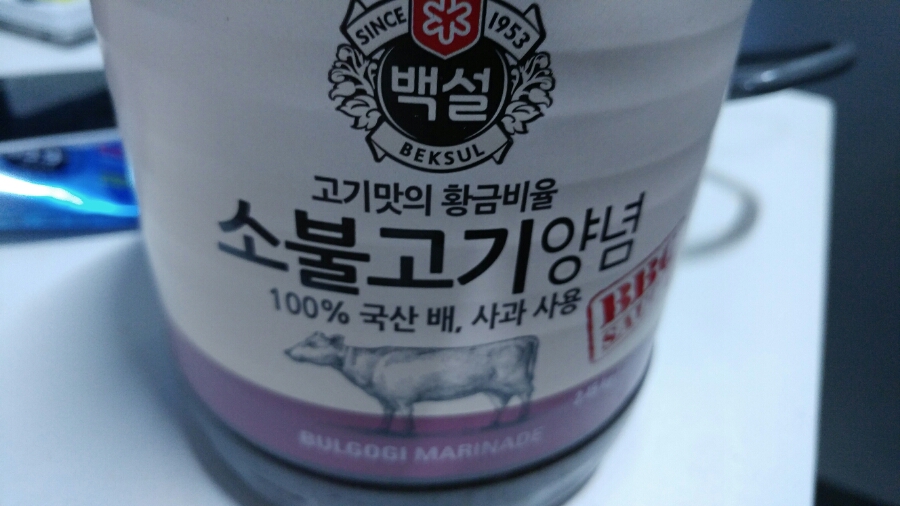 SINCE 1953
백설
BEKSUL
고기맛의 황금비율
소불고기양념
100% 국산 배, 사과 사용
BULGOGI MARINADE